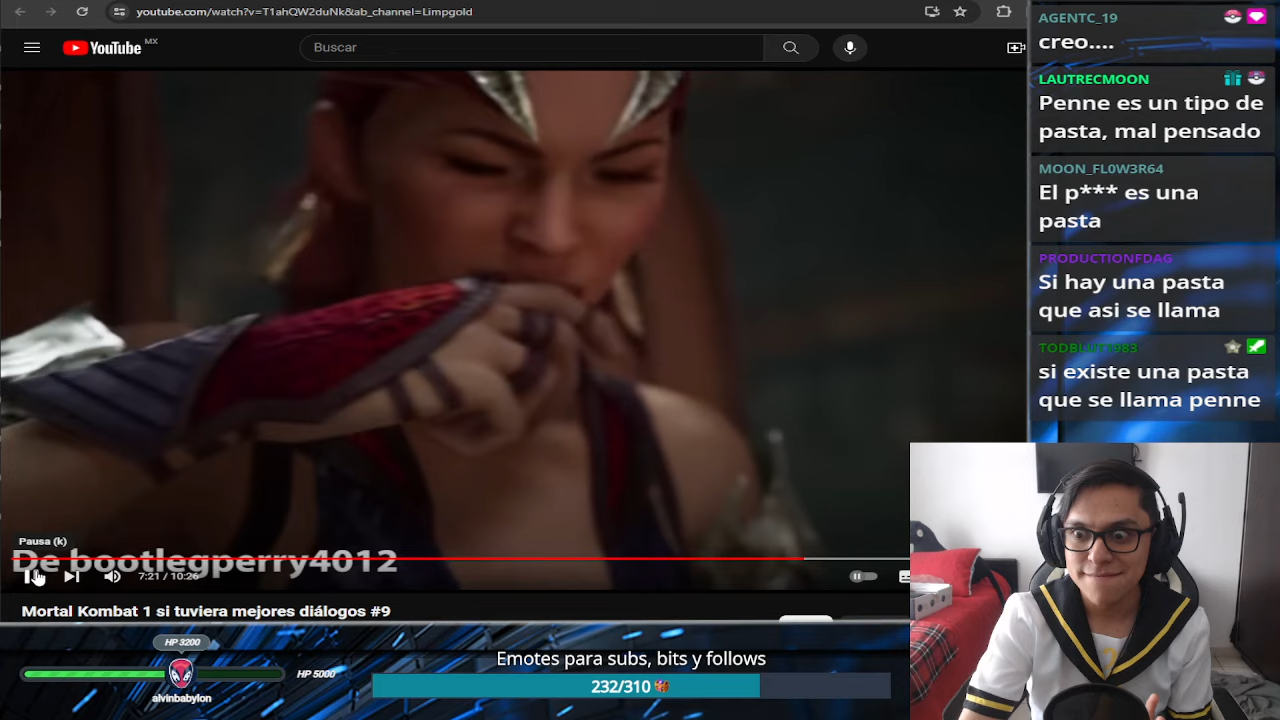 youtube.com/watch?v=T1ahQW2duNk&ab_channel=Limpgold
YouTube MX
Buscar
Pausa (k)
De bootlegperry4012
7:21 / 10:26
Mortal Kombat 1 si tuviera mejores diálogos #9
AGENTC_19
creo....
LAUTRECMOON
Penne es un tipo de
pasta, mal pensado
MOON_FL0W3R64
El p*** es una
pasta
PRODUCTIONFDAG
Si hay una pasta
que asi se llama
si existe una pasta
que se llama penne
HP 3200
HP 5000
alvinbabylon
Emotes para subs, bits y follows
232/310